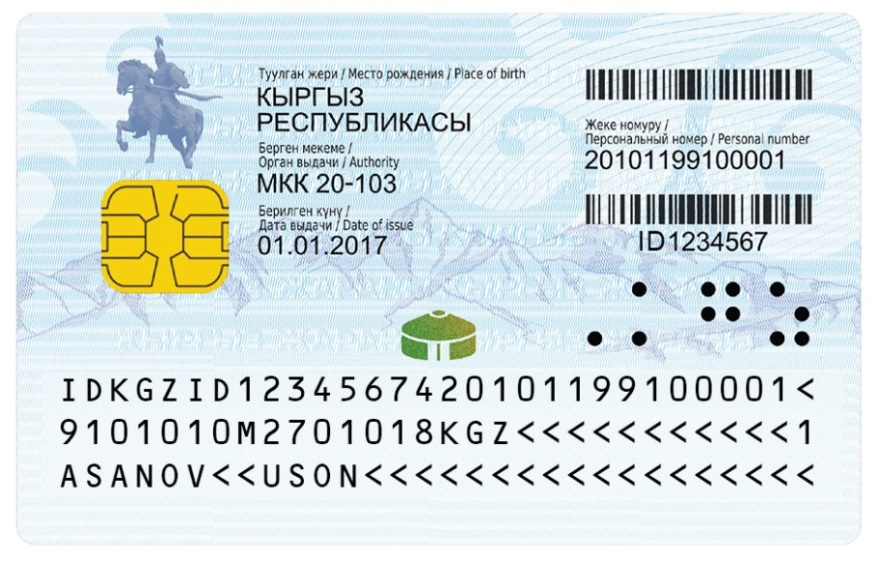 Туулган жери / Место рождения / Place of birth
КЫРГЫЗ
РЕСПУБЛИКАСЫ
Берген мекеме /
Орган выдачи / Authority
МКК 20-103
Берилген күнү /
Дата выдачи / Date of issue
01.01.2017
Жеке номуру /
Персональный номер / Personal number
20101199100001
ID1234567
IDKGZID1234567420101199100001<
9101010M2701018KGZ<<<<<<<<<<<1
ASANOV<<USON<<<<<<<<<<<<<<<<<<